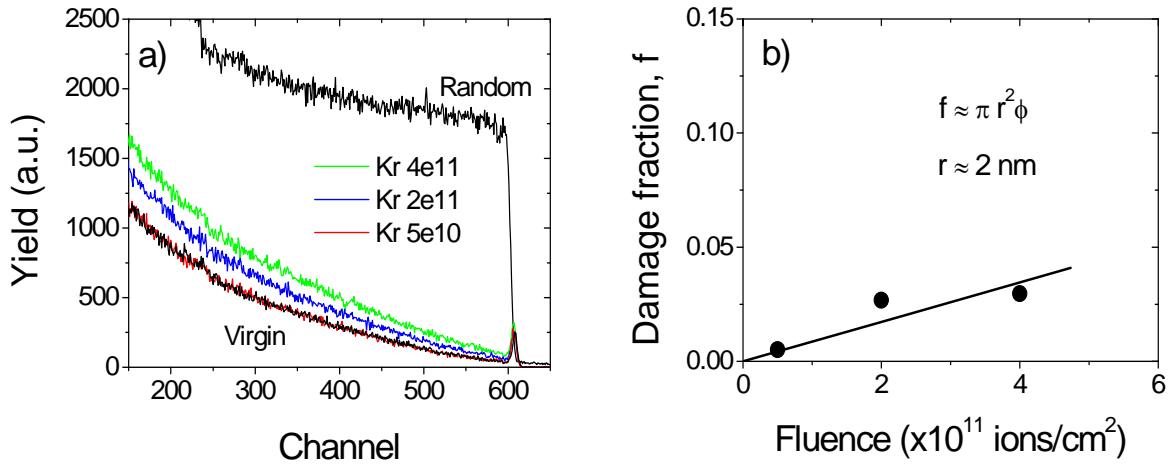 a)
2500
2000
1500
1000
500
0
Yield (a.u.)
Random
Kr 4e11
Kr 2e11
Kr 5e10
Virgin
200 300 400 500 600
Channel
b)
0.15
0.10
0.05
0.00
Damage fraction, f
f ≈ π r²ϕ
r ≈ 2 nm
0 2 4 6
Fluence (x10¹¹ ions/cm²)